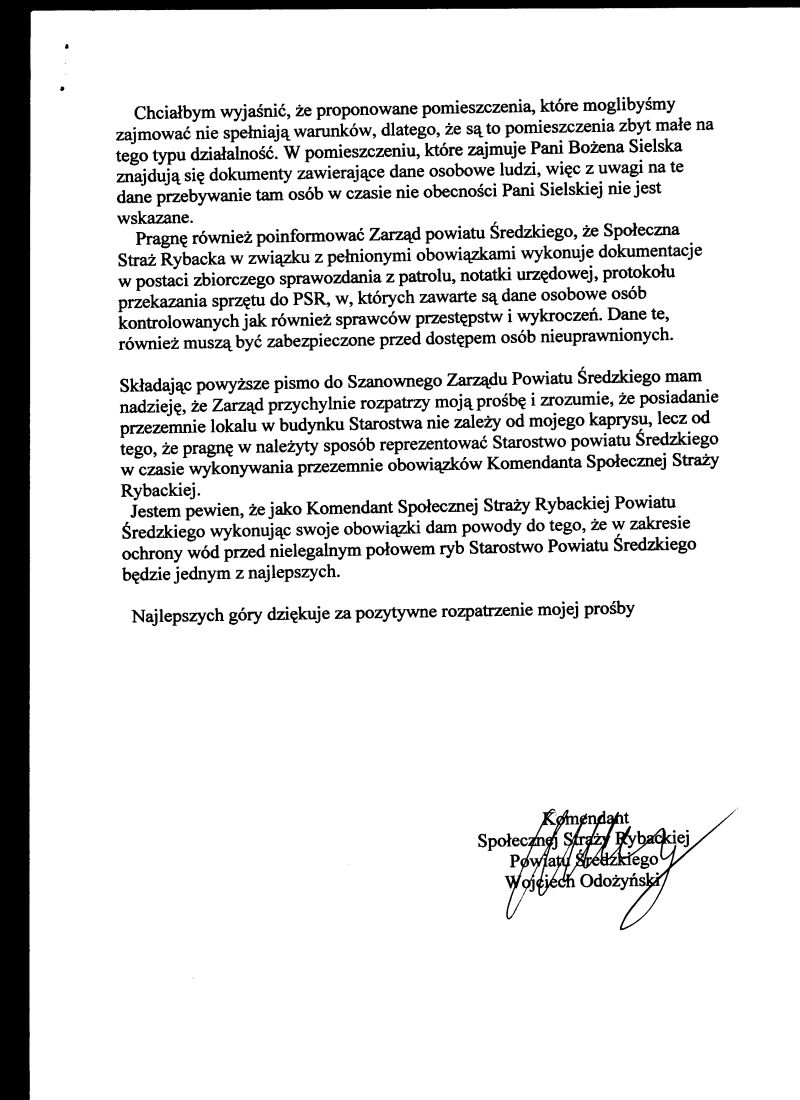 Chciałbym wyjaśnić, że proponowane pomieszczenia, które moglibyśmy
zajmować nie spełniają warunków, dlatego, że są to pomieszczenia zbyt małe na
tego typu działalność. W pomieszczeniu, które zajmuje Pani Bożena Sielska
znajdują się dokumenty zawierające dane osobowe ludzi, więc z uwagi na te
dane przebywanie tam osób w czasie nie obecności Pani Sielskiej nie jest
wskazane.
Pragnę również poinformować Zarząd powiatu Średzkiego, że Społeczna
Straż Rybacka w związku z pełnionymi obowiązkami wykonuje dokumentacje
w postaci zbiorczego sprawozdania z patrolu, notatki urzędowej, protokołu
przekazania sprzętu do PSR, w, których zawarte są dane osobowe osób
kontrolowanych jak również sprawców przestępstw i wykroczeń. Dane te,
również muszą być zabezpieczone przed dostępem osób nieuprawnionych.
Składając powyższe pismo do Szanownego Zarządu Powiatu Średzkiego mam
nadzieję, że Zarząd przychylnie rozpatrzy moją prośbę i zrozumie, że posiadanie
przezemnie lokalu w budynku Starostwa nie zależy od mojego kaprysu, lecz od
tego, że pragnę w należyty sposób reprezentować Starostwo powiatu Średzkiego
w czasie wykonywania przezemnie obowiązków Komendanta Społecznej Straży
Rybackiej.
Jestem pewien, że jako Komendant Społecznej Straży Rybackiej Powiatu
Średzkiego wykonując swoje obowiązki dam powody do tego, że w zakresie
ochrony wód przed nielegalnym połowem ryb Starostwo Powiatu Średzkiego
będzie jednym z najlepszych.
Najlepszych góry dziękuje za pozytywne rozpatrzenie mojej prośby
Komendant
Społecznej Straży Rybackiej
Powiatu Średzkiego
Wojciech Odożyński